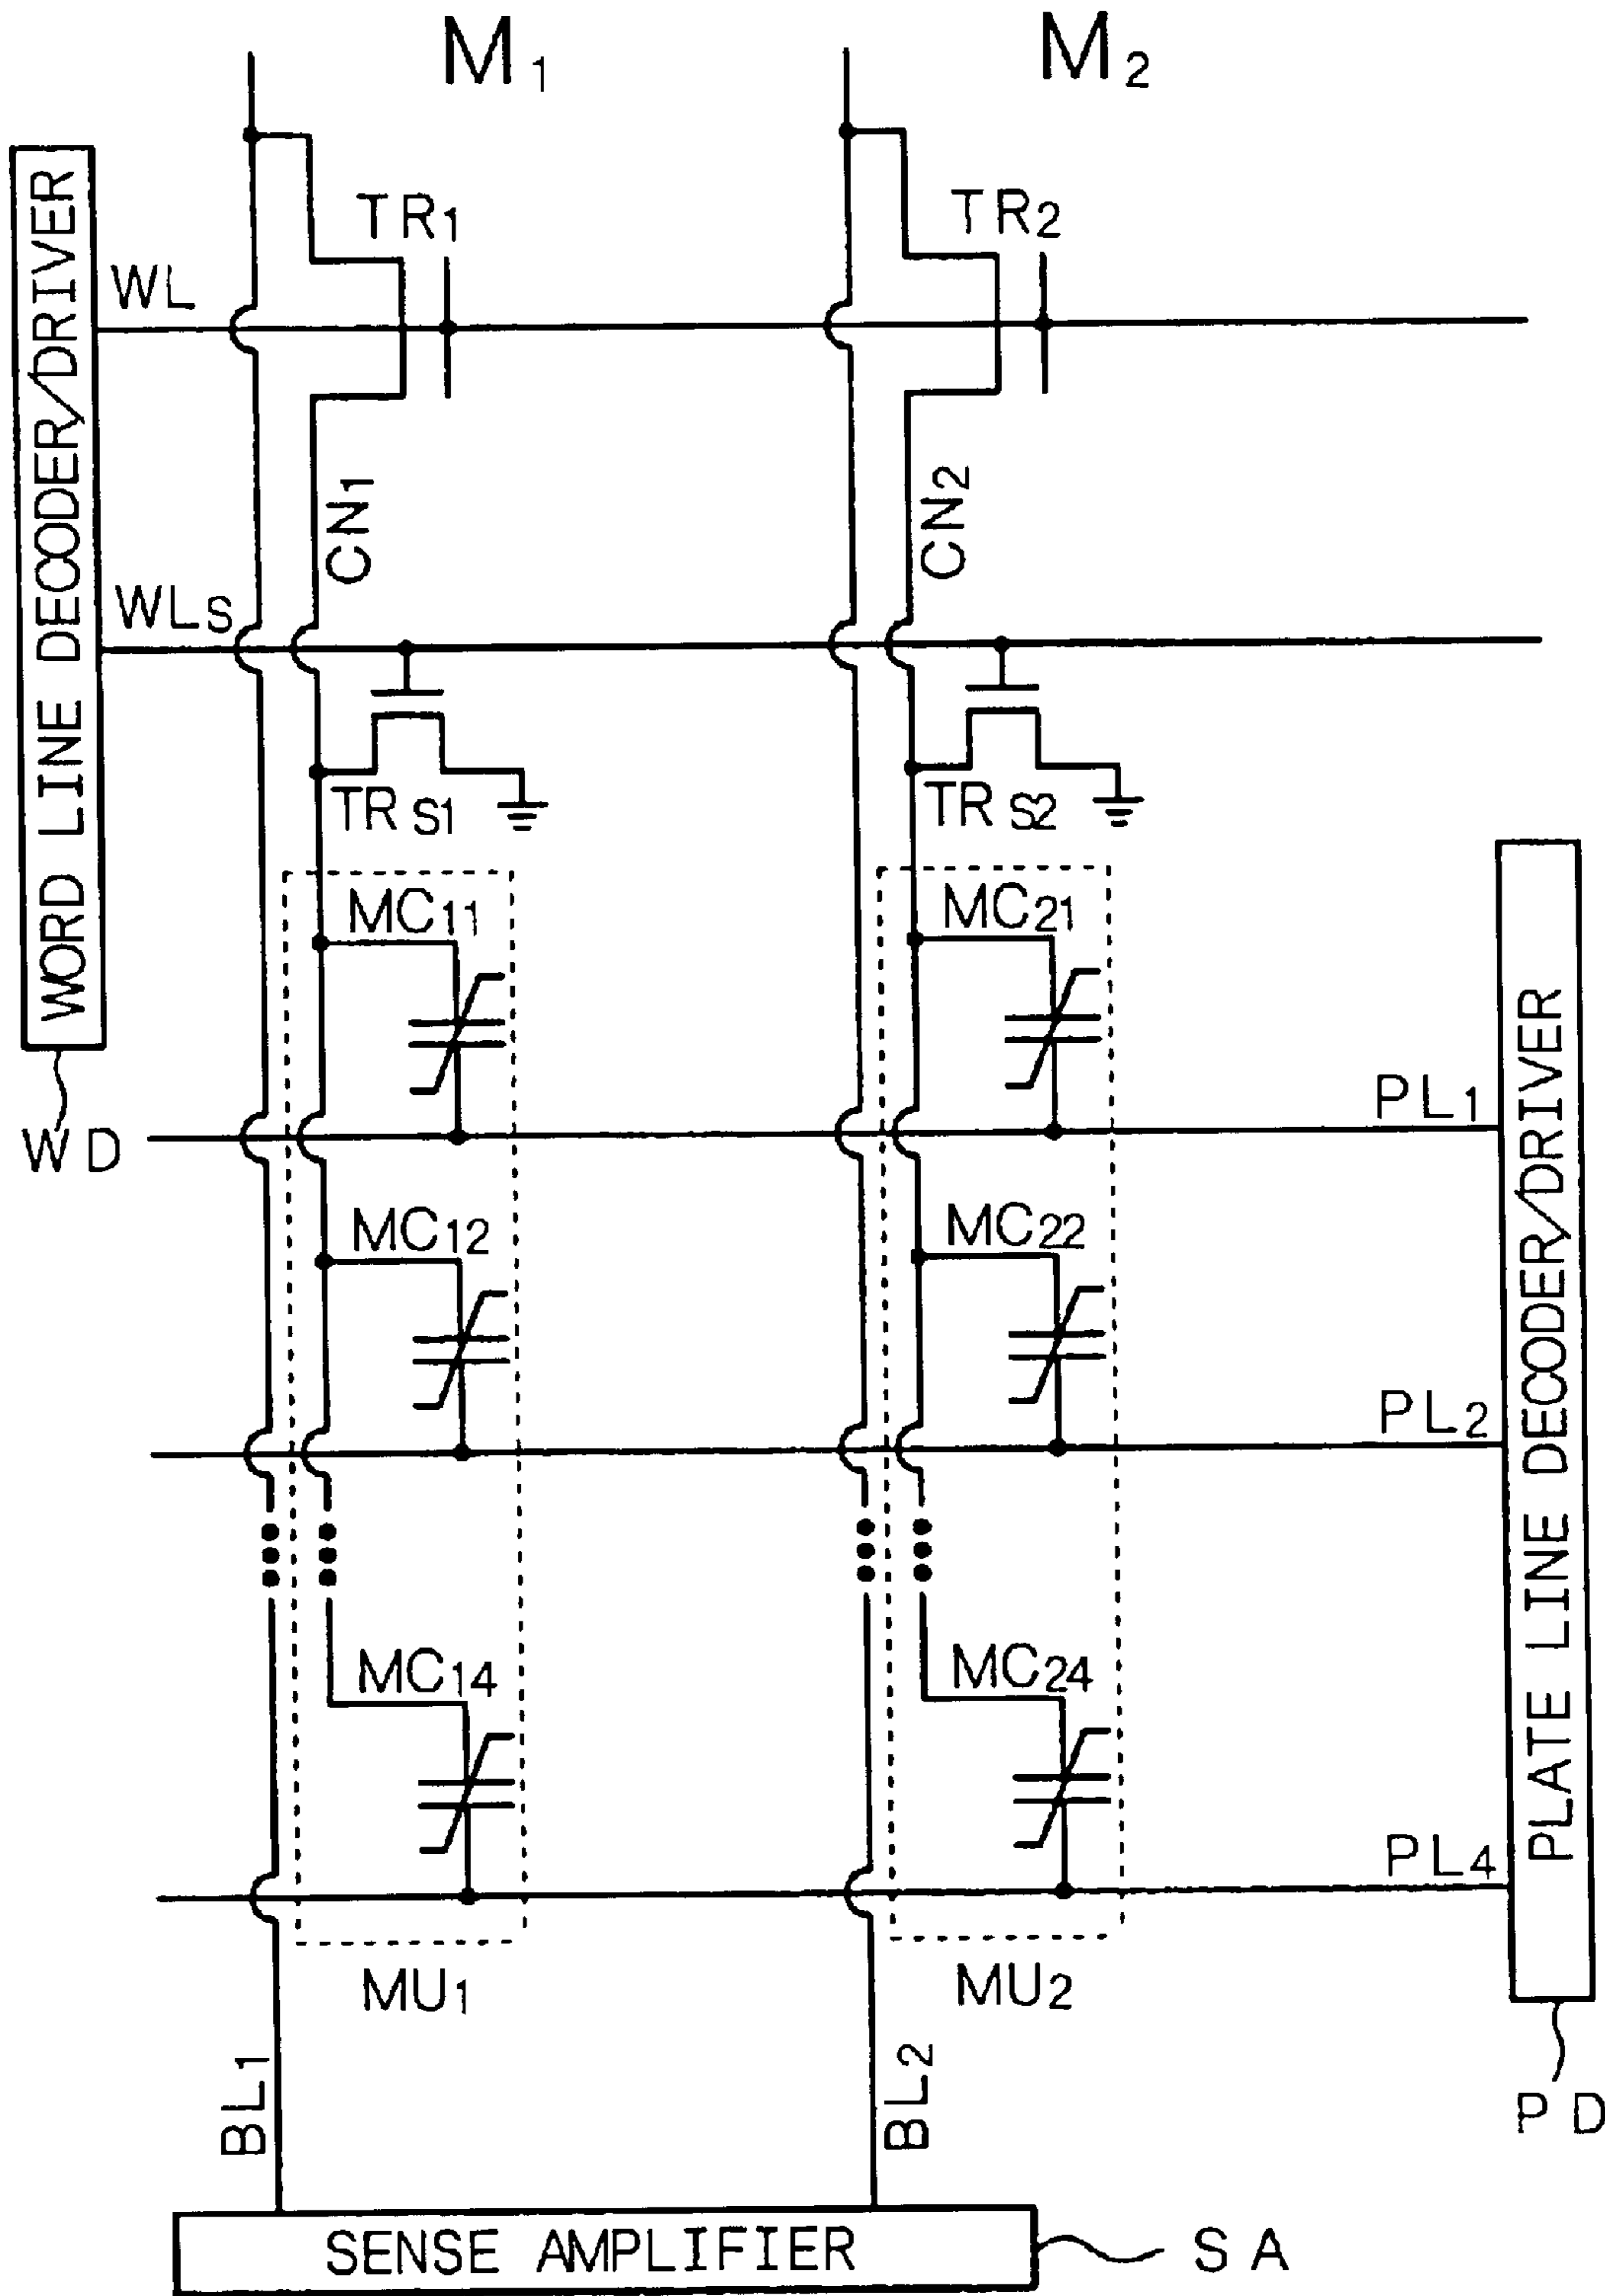 M1
M2
WORD LINE DECODER/DRIVER
TR1
TR2
WL
CN1
CN2
WLS
TRS1
TRS2
MC11
MC21
PL1
WD
MC12
MC22
PL2
PLATE LINE DECODER/DRIVER
MC14
MC24
PL4
MU1
MU2
BL1
BL2
PD
SENSE AMPLIFIER
SA